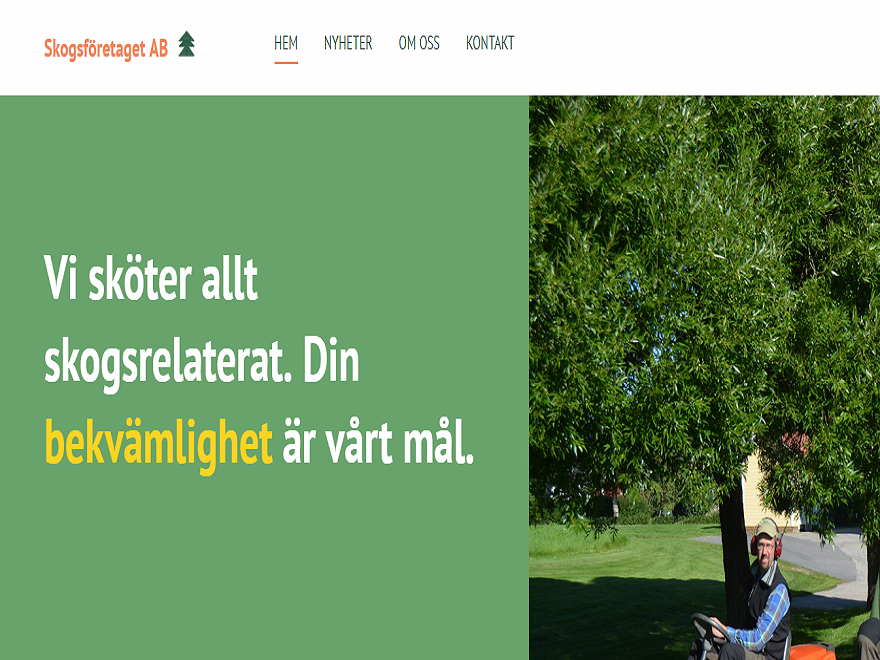 Skogsföretaget AB
HEM NYHETER OM OSS KONTAKT
Vi sköter allt
skogsrelaterat. Din
bekvämlighet är vårt mål.